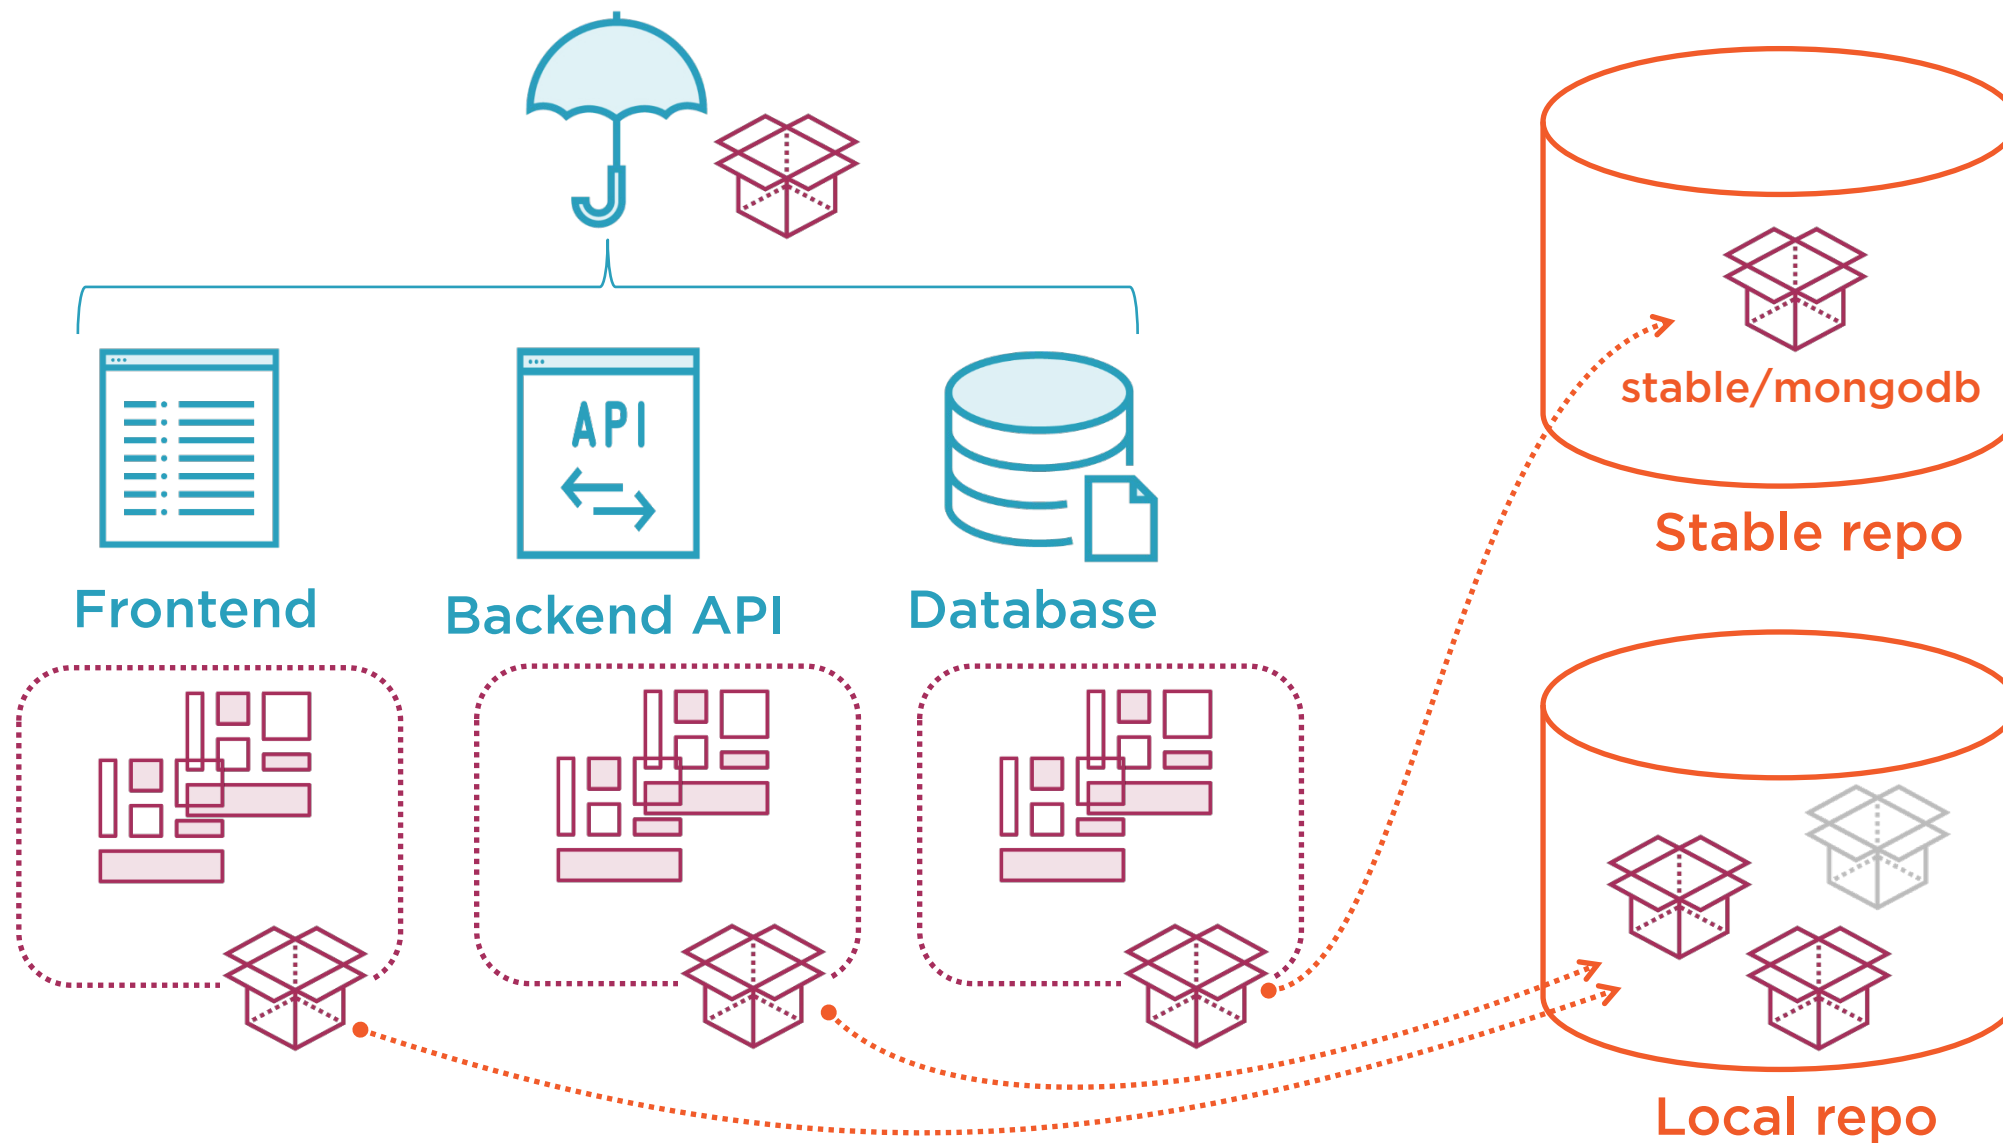 API
Frontend
Backend API
Database
stable/mongodb
Stable repo
Local repo